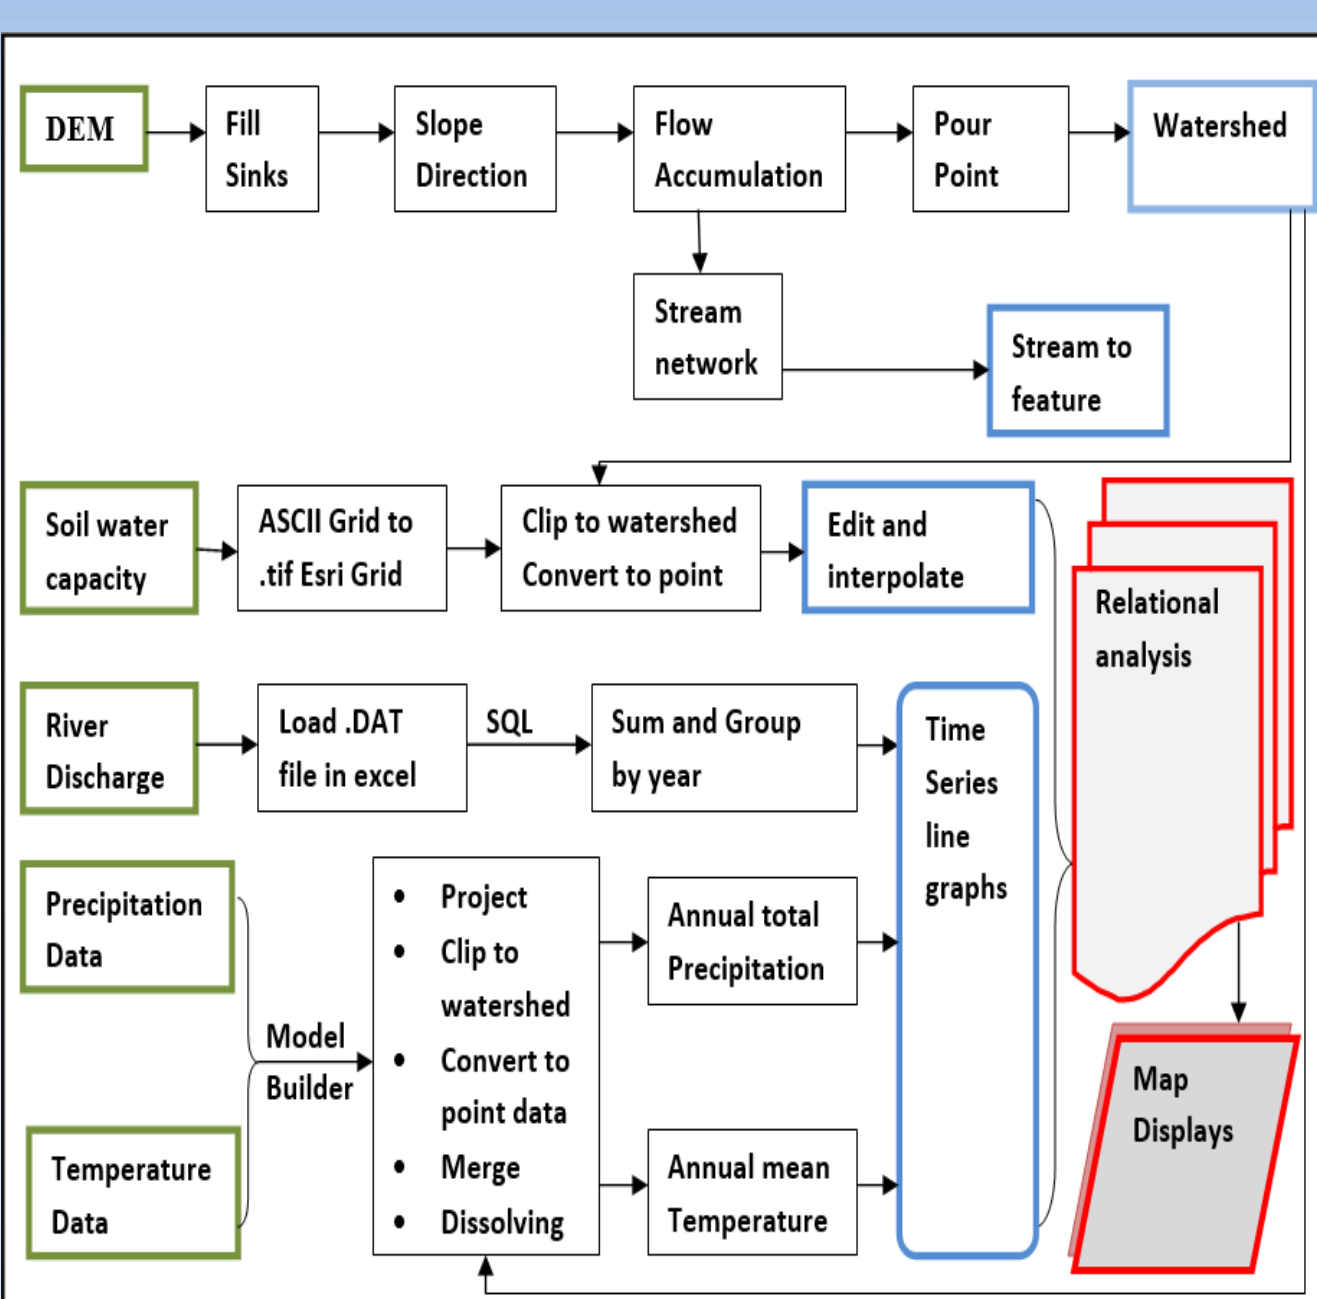 DEM
Fill
Sinks
Slope
Direction
Flow
Accumulation
Pour
Point
Watershed
Stream
network
Stream to
feature
Soil water
capacity
ASCII Grid to
.tif Esri Grid
Clip to watershed
Convert to point
Edit and
interpolate
Relational
analysis
River
Discharge
Load .DAT
file in excel
SQL
Sum and Group
by year
Time
Series
line
graphs
Precipitation
Data
Temperature
Data
Model
Builder
• Project
• Clip to
watershed
• Convert to
point data
• Merge
• Dissolving
Annual total
Precipitation
Annual mean
Temperature
Map
Displays